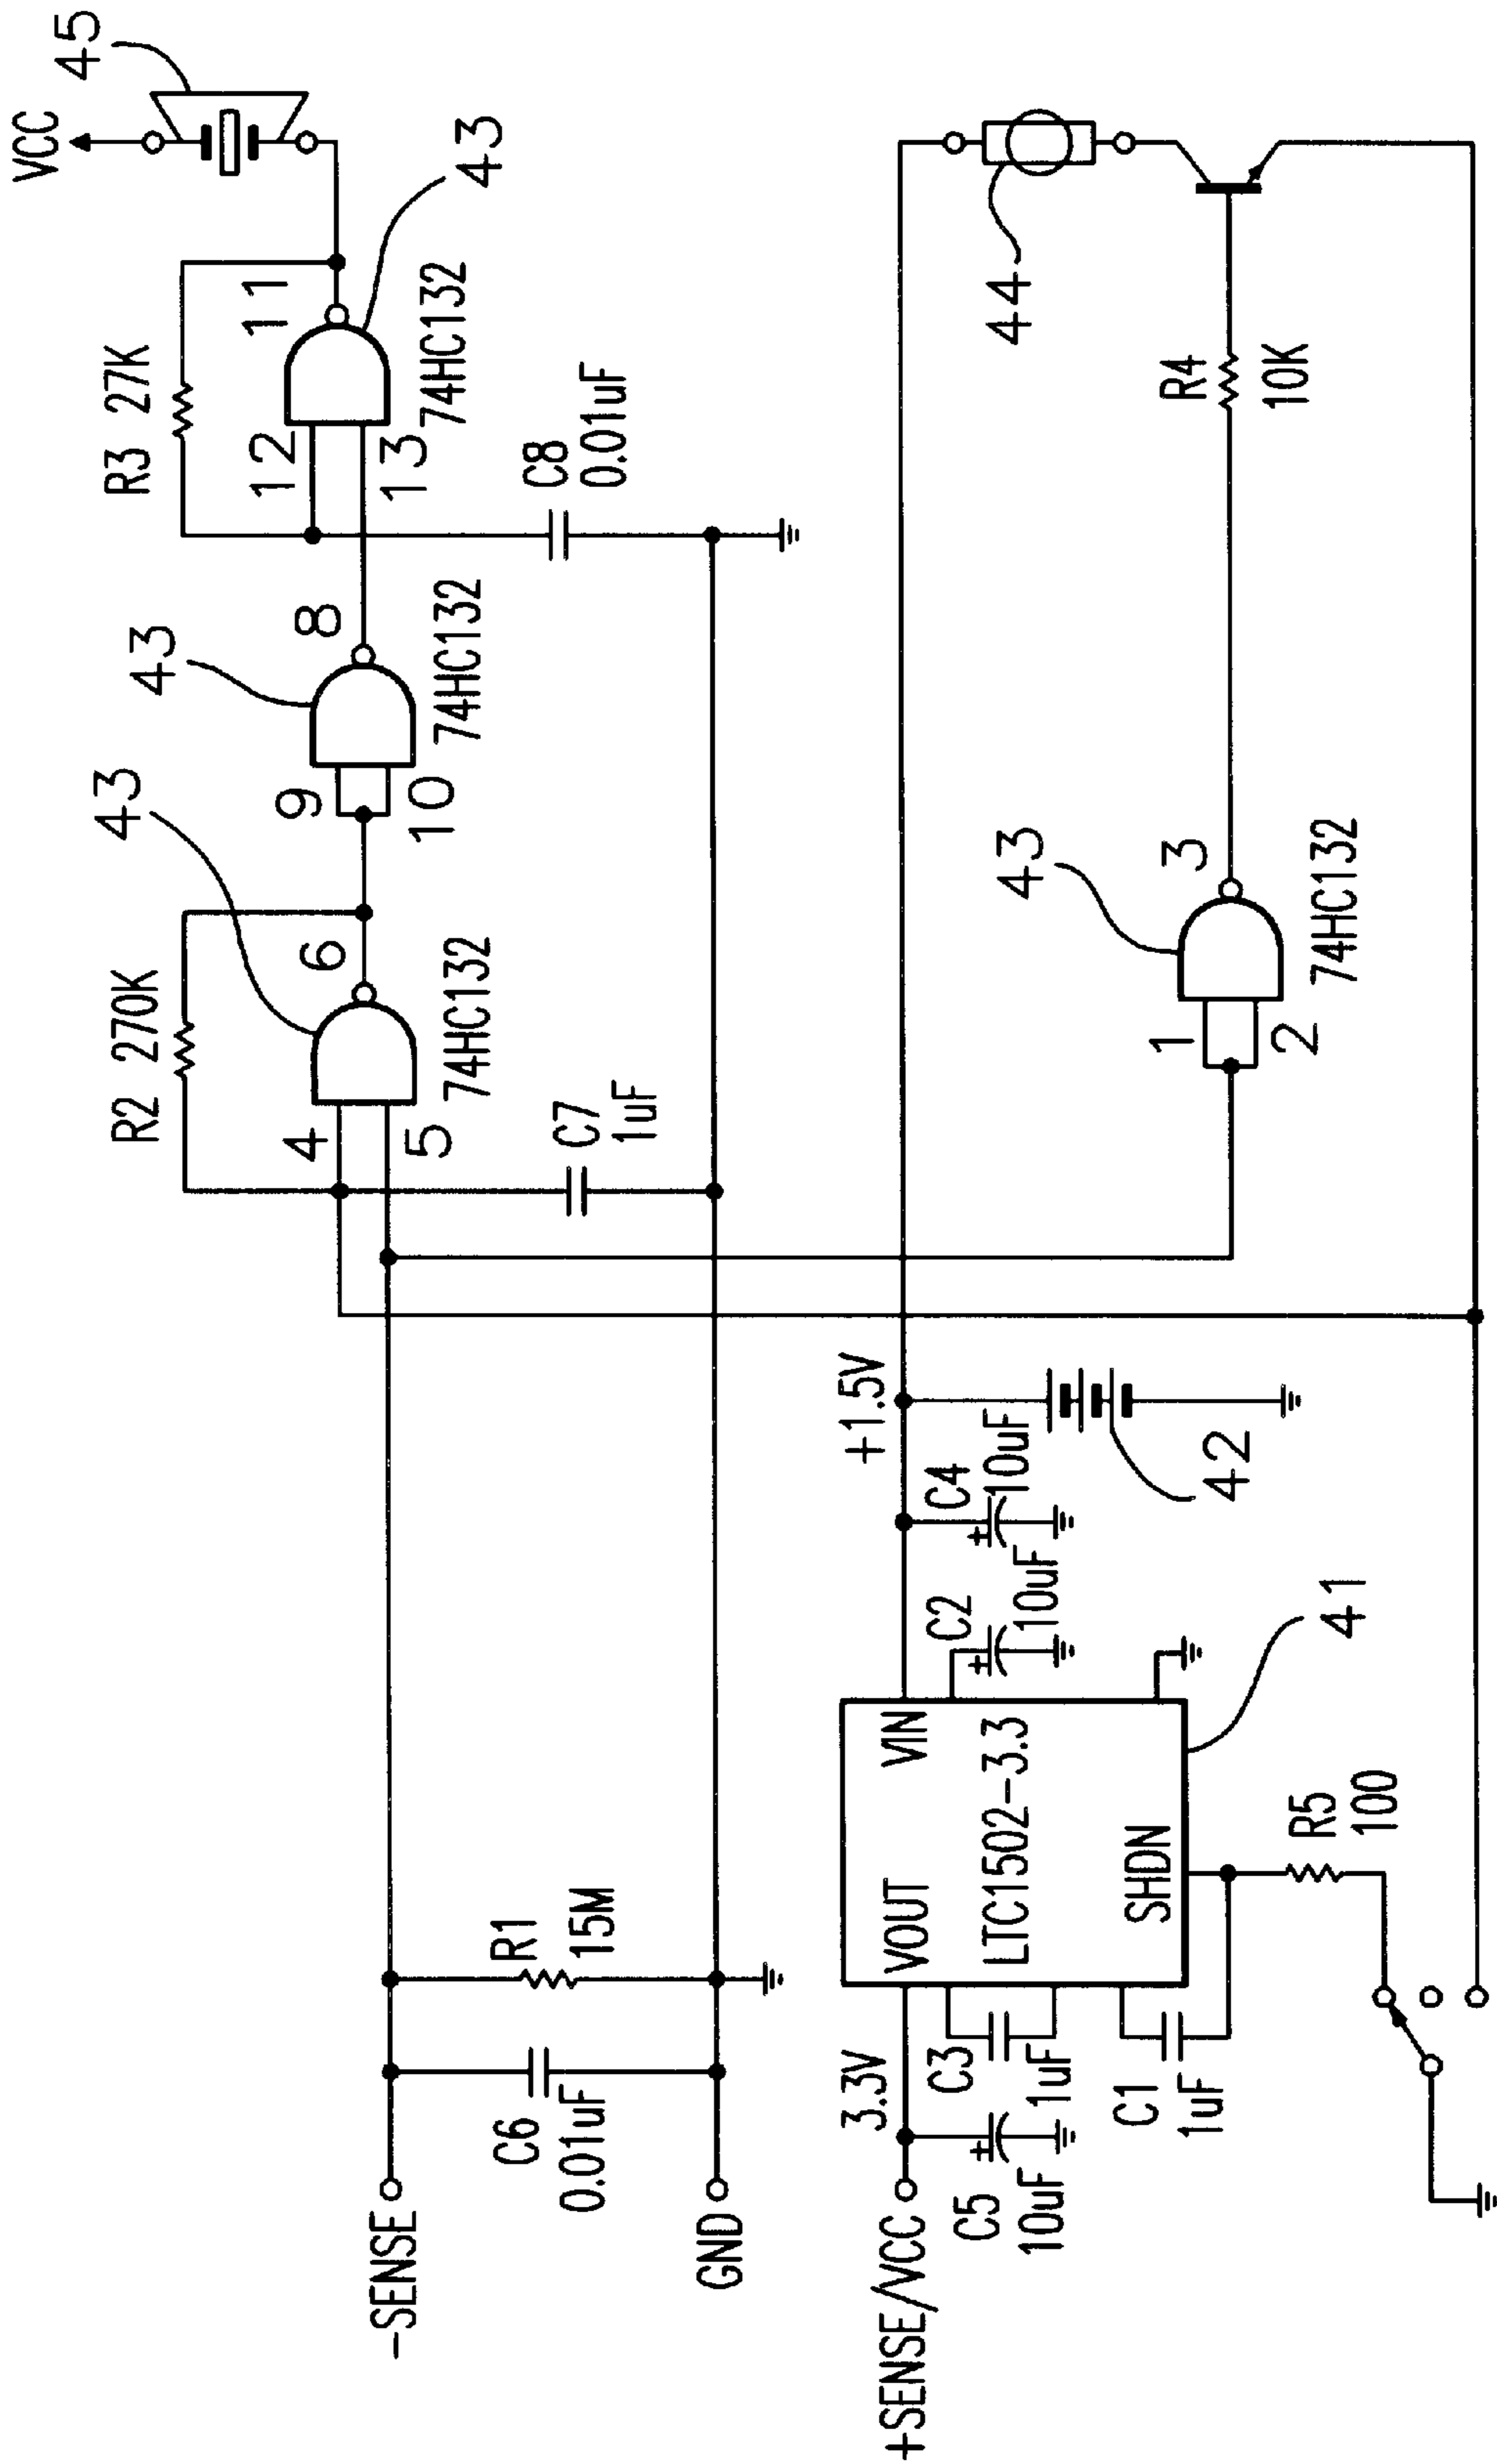 VCC
45
R3 27K
11
43
12
13
74HC132
C8
0.01uF
43
8
9
10
74HC132
43
R2 270K
6
4
5
74HC132
C7
1uF
-SENSE
C6
0.01uF
R1
15M
GND
44
R4
10K
43
3
1
2
74HC132
+1.5V
C4
10uF
42
C2
10uF
VOUT
VIN
LTC1502-3.3
SHDN
41
3.3V
+SENSE/VCC
C5
10uF
C3
1uF
C1
1uF
R5
100